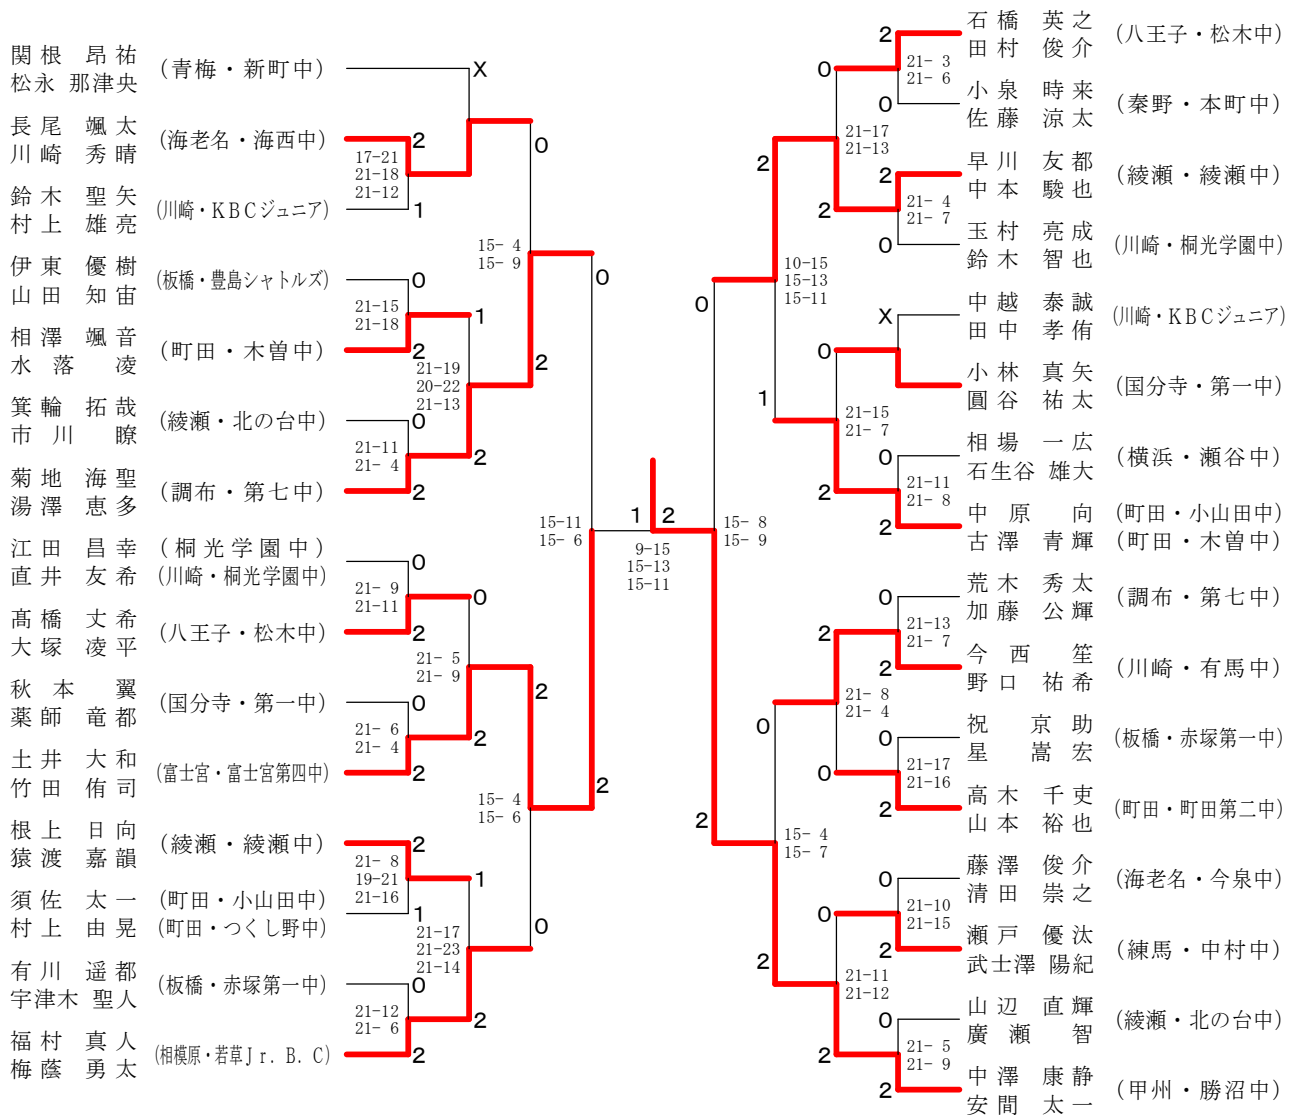 関根 昂祐
松永 那津央
(青梅・新町中)
X
長尾 颯太
川崎 秀晴
(海老名・海西中)
2
17-21
21-18
21-12
鈴木 聖矢
村上 雄亮
(川崎・KBCジュニア)
1
0
15- 4
15- 9
伊東 優樹
山田 知宙
(板橋・豊島シャトルズ)
0
21-15
21-18
1
相澤 颯音
水落 凌
(町田・木曽中)
2
21-19
20-22
21-13
2
箕輪 拓哉
市川 瞭
(綾瀬・北の台中)
0
21-11
21- 4
2
菊地 海聖
湯澤 恵多
(調布・第七中)
2
0
15-11
15- 6
江田 昌幸
直井 友希
(桐光学園中)
(川崎・桐光学園中)
0
21- 9
21-11
0
髙橋 丈希
大塚 凌平
(八王子・松木中)
2
21- 5
21- 9
2
秋本 翼
薬師 竜都
(国分寺・第一中)
0
21- 6
21- 4
2
土井 大和
竹田 侑司
(富士宮・富士宮第四中)
2
2
15- 4
15- 6
根上 日向
猿渡 嘉韻
(綾瀬・綾瀬中)
2
21- 8
19-21
21-16
1
須佐 太一
村上 由晃
(町田・小山田中)
(町田・つくし野中)
1
21-17
21-23
21-14
0
有川 遥都
宇津木 聖人
(板橋・赤塚第一中)
0
21-12
21- 6
2
福村 真人
梅蔭 勇太
(相模原・若草Jr. B. C)
2
1
2
9-15
15-13
15-11
石橋 英之
田村 俊介
(八王子・松木中)
2
21- 3
21- 6
0
小泉 時来
佐藤 涼太
(秦野・本町中)
0
21-17
21-13
2
早川 友都
中本 駿也
(綾瀬・綾瀬中)
2
21- 4
21- 7
2
玉村 亮成
鈴木 智也
(川崎・桐光学園中)
0
10-15
15-13
15-11
0
中越 泰誠
田中 孝侑
(川崎・KBCジュニア)
X
0
小林 真矢
圓谷 祐太
(国分寺・第一中)
21-15
21- 7
1
相場 一広
石生谷 雄大
(横浜・瀬谷中)
0
21-11
21- 8
2
中原 向
古澤 青輝
(町田・小山田中)
(町田・木曽中)
2
15- 8
15- 9
荒木 秀太
加藤 公輝
(調布・第七中)
0
21-13
21- 7
2
今西 笙
野口 祐希
(川崎・有馬中)
2
21- 8
21- 4
0
祝 京助
星 嵩宏
(板橋・赤塚第一中)
0
21-17
21-16
0
高木 千吏
山本 裕也
(町田・町田第二中)
2
2
15- 4
15- 7
藤澤 俊介
清田 崇之
(海老名・今泉中)
0
21-10
21-15
0
瀬戸 優汰
武士澤 陽紀
(練馬・中村中)
2
21-11
21-12
2
山辺 直輝
廣瀬 智
(綾瀬・北の台中)
0
21- 5
21- 9
2
中澤 康静
安間 太一
(甲州・勝沼中)
2